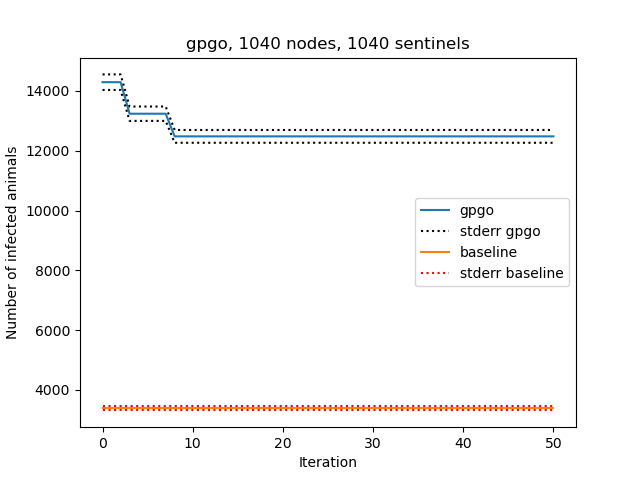 gpgo, 1040 nodes, 1040 sentinels
Number of infected animals
14000
12000
10000
8000
6000
4000
gpgo
stderr gpgo
baseline
stderr baseline
0 10 20 30 40 50
Iteration